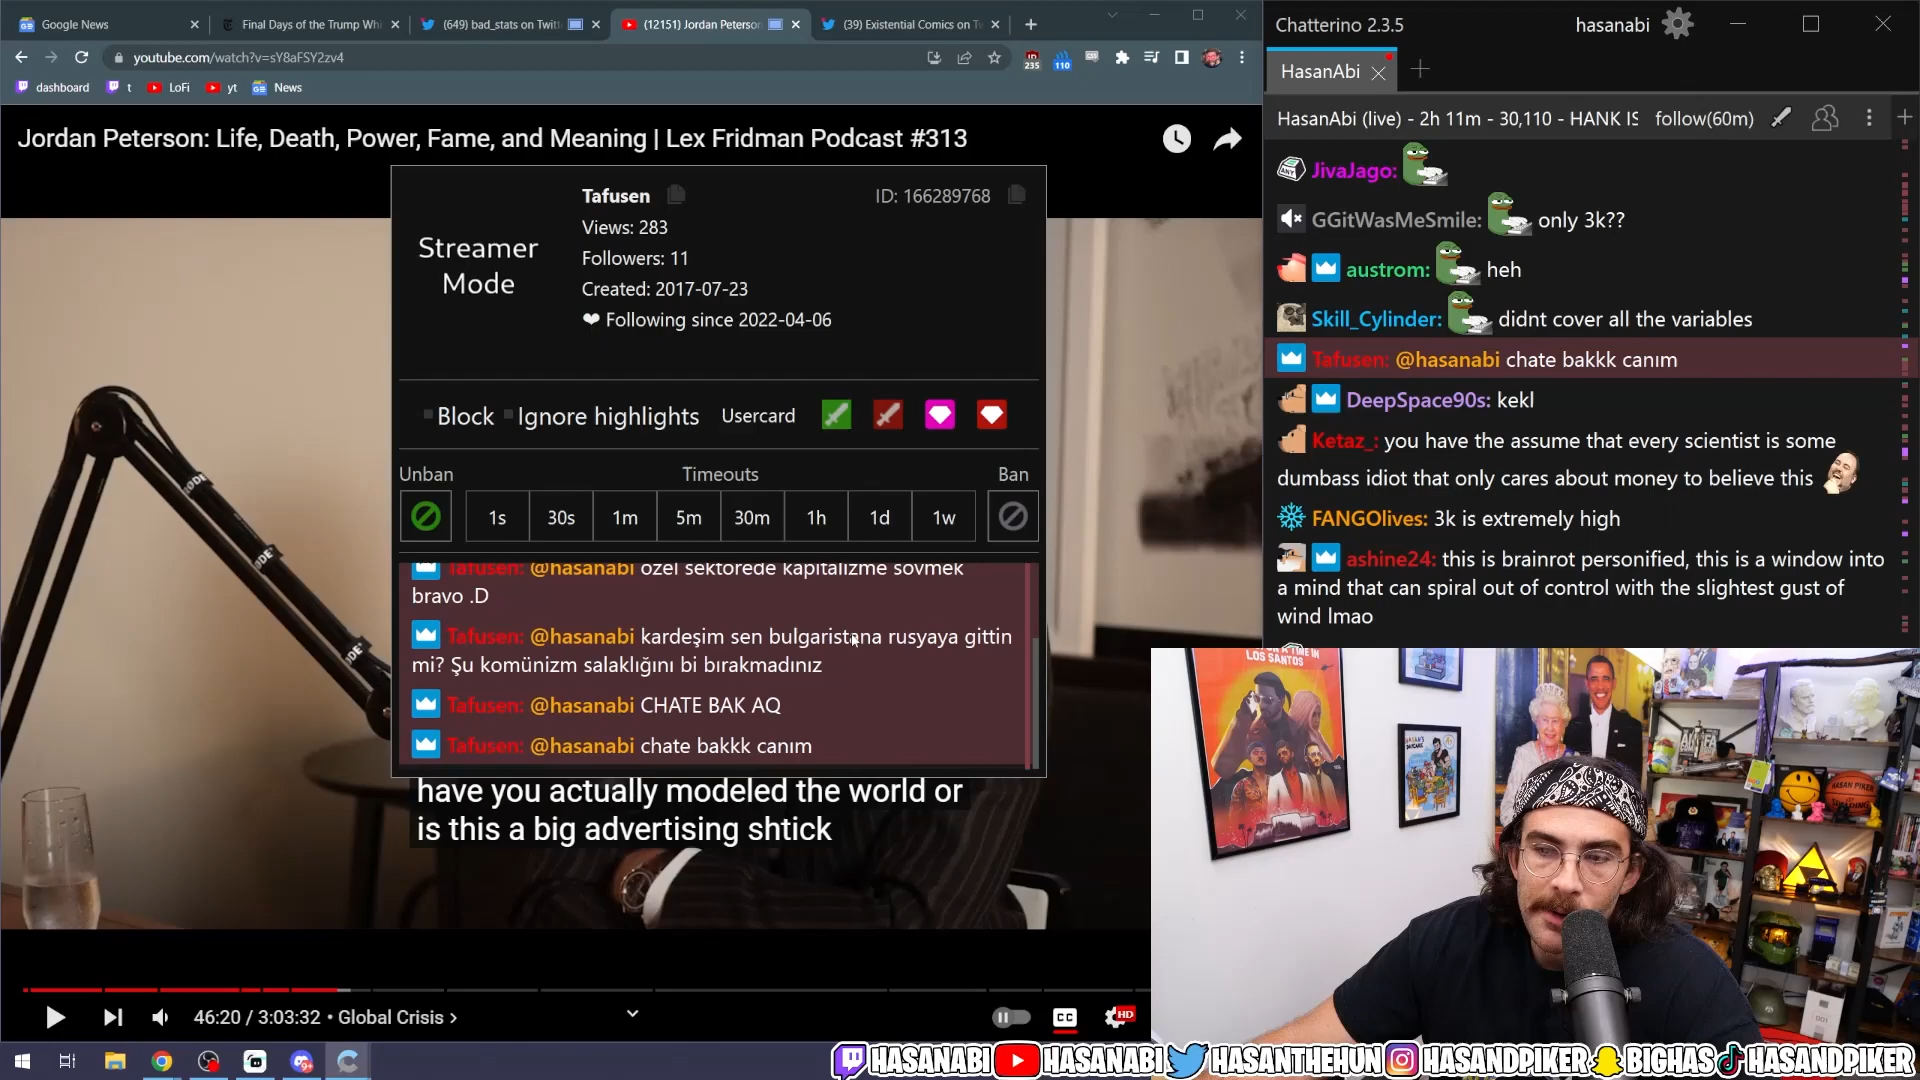 Google News
Final Days of the Trump Whi
(649) bad_stats on Twitt
(12151) Jordan Peterson
(39) Existential Comics on Tw
youtube.com/watch?v=sY8aFSY2zv4
235
110
dashboard
t
LoFi
yt
News
Jordan Peterson: Life, Death, Power, Fame, and Meaning | Lex Fridman Podcast #313
Streamer
Mode
Tafusen
ID: 166289768
Views: 283
Followers: 11
Created: 2017-07-23
❤ Following since 2022-04-06
Block
Ignore highlights
Usercard
Unban
Timeouts
Ban
1s
30s
1m
5m
30m
1h
1d
1w
Tafusen: @hasanabi özel sektörede kapitalizme sövmek
bravo .D
Tafusen: @hasanabi kardeşim sen bulgaristana rusyaya gittin
mi? Şu komünizm salaklığını bi bırakmadınız
Tafusen: @hasanabi CHATE BAK AQ
Tafusen: @hasanabi chate bakkk canım
have you actually modeled the world or
is this a big advertising shtick
46:20 / 3:03:32 • Global Crisis ›
CC
HD
Chatterino 2.3.5
hasanabi
HasanAbi
HasanAbi (live) - 2h 11m - 30,110 - HANK IS
follow(60m)
JivaJago:
GGitWasMeSmile: only 3k??
austrom: heh
Skill_Cylinder: didnt cover all the variables
Tafusen: @hasanabi chate bakkk canım
DeepSpace90s: kekl
Ketaz_: you have the assume that every scientist is some
dumbass idiot that only cares about money to believe this
FANGOlives: 3k is extremely high
ashine24: this is brainrot personified, this is a window into
a mind that can spiral out of control with the slightest gust of
wind lmao
LOS SANTOS
RODE
HASANABI
HASANABI
HASANTHEHUN
HASANDPIKER
BIGHAS
HASANDPIKER